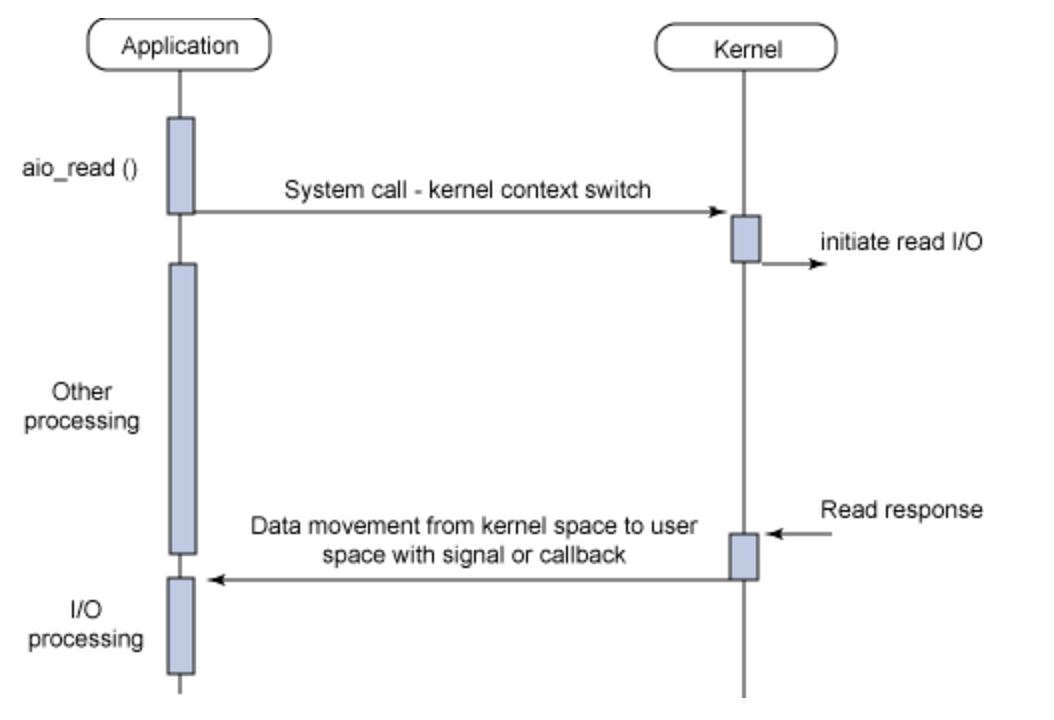 Application
Kernel
aio_read ()
System call - kernel context switch
initiate read I/O
Other
processing
Read response
Data movement from kernel space to user
space with signal or callback
I/O
processing